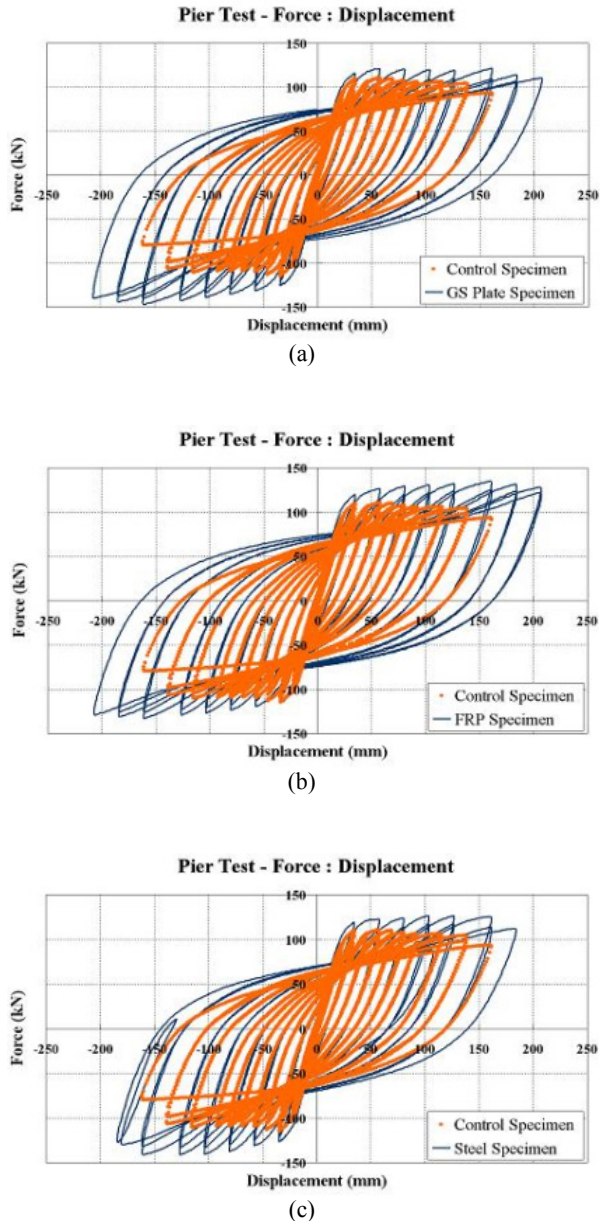 Pier Test - Force : Displacement
150
100
50
0
-250 -200 -150 -100 -50 0 50 100 150 200 250
-50
-100
-150
Force (kN)
Control Specimen
GS Plate Specimen
Displacement (mm)
(a)
Pier Test - Force : Displacement
150
100
50
0
-250 -200 -150 -100 -50 0 50 100 150 200 250
-50
-100
-150
Force (kN)
Control Specimen
FRP Specimen
Displacement (mm)
(b)
Pier Test - Force : Displacement
150
100
50
0
-250 -200 -150 -100 -50 0 50 100 150 200 250
-50
-100
-150
Force (kN)
Control Specimen
Steel Specimen
Displacement (mm)
(c)